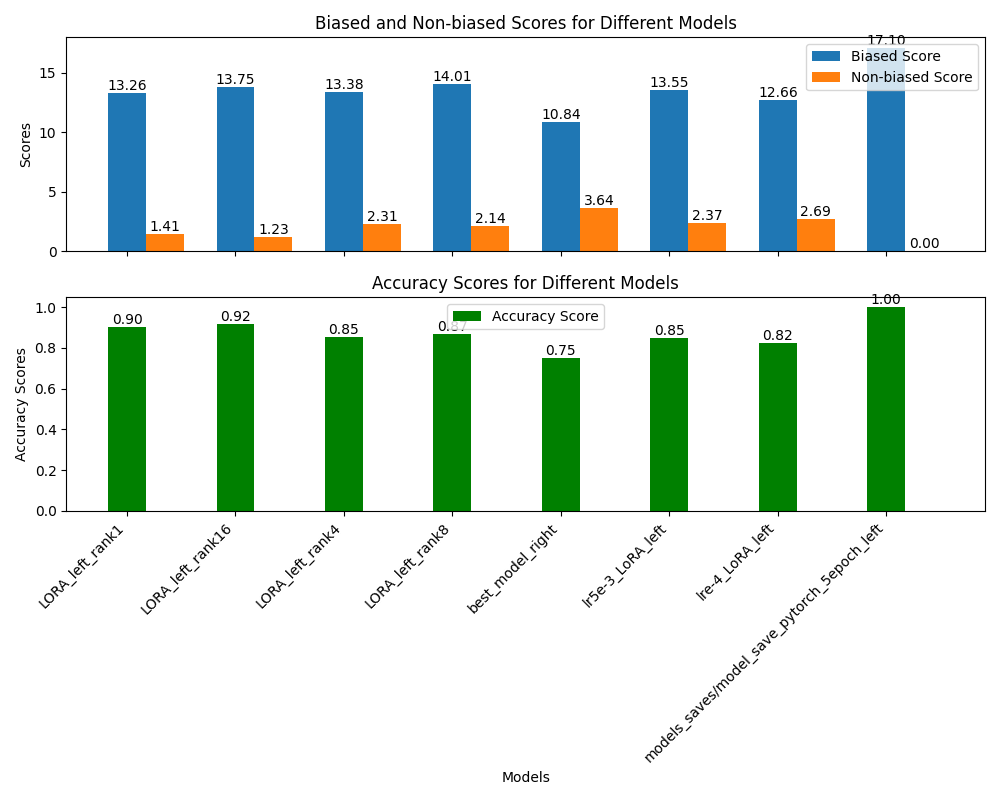 Biased and Non-biased Scores for Different Models
Scores
15
10
5
0
13.26
1.41
13.75
1.23
13.38
2.31
14.01
2.14
10.84
3.64
13.55
2.37
12.66
2.69
17.10
0.00
Biased Score
Non-biased Score
Accuracy Scores for Different Models
Accuracy Scores
1.0
0.8
0.6
0.4
0.2
0.0
0.90
0.92
0.85
0.87
0.75
0.85
0.82
1.00
Accuracy Score
LORA_left_rank1
LORA_left_rank16
LORA_left_rank4
LORA_left_rank8
best_model_right
lr5e-3_LoRA_left
lre-4_LoRA_left
models_saves/model_save_pytorch_5epoch_left
Models